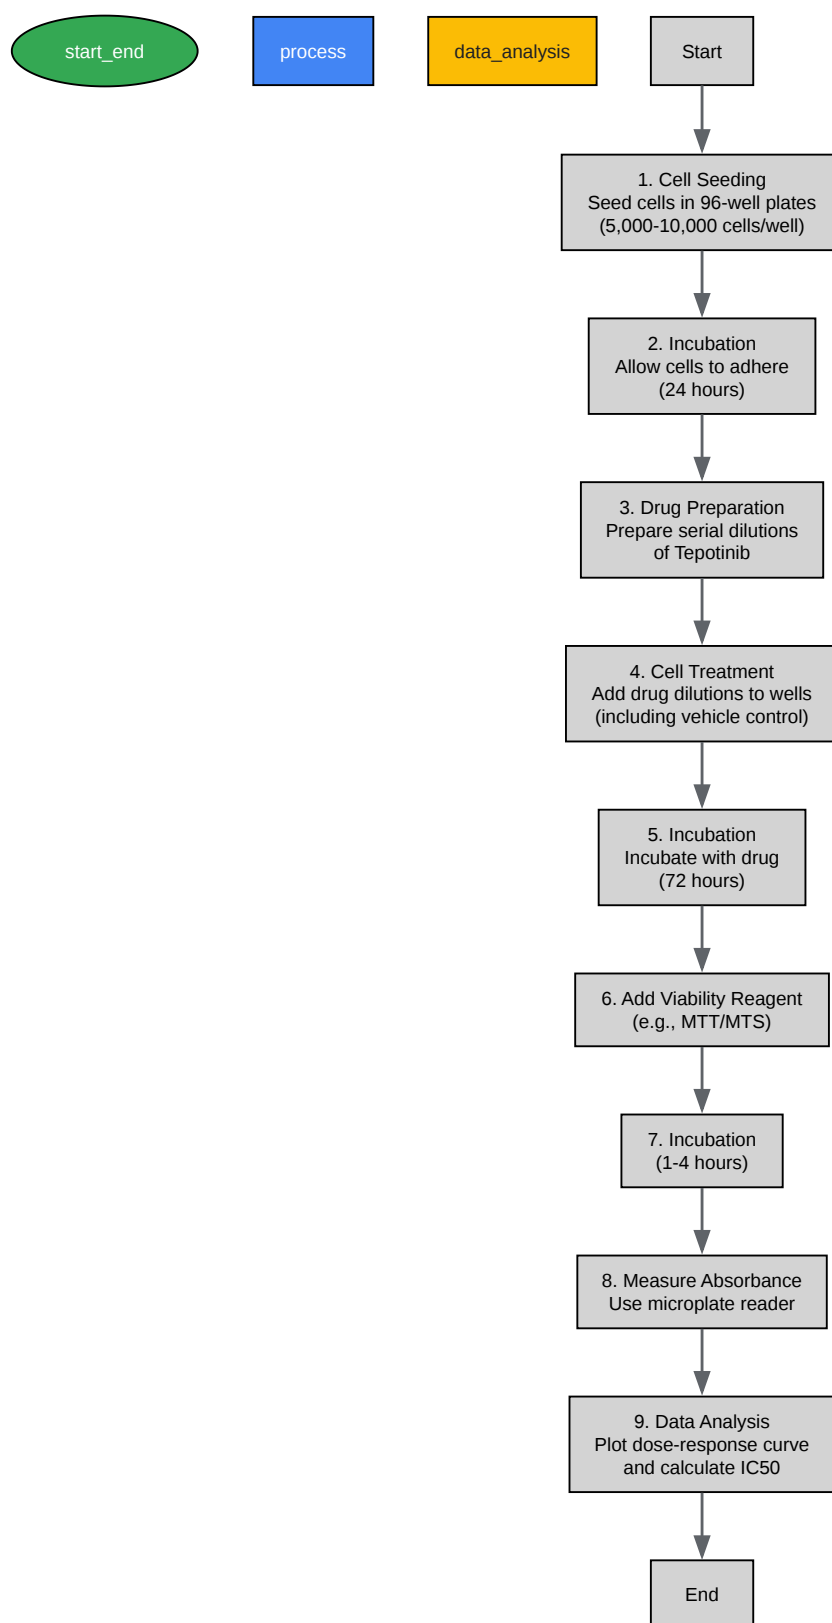 start_end
process
data_analysis
Start
1. Cell Seeding
Seed cells in 96-well plates
(5,000-10,000 cells/well)
2. Incubation
Allow cells to adhere
(24 hours)
3. Drug Preparation
Prepare serial dilutions
of Tepotinib
4. Cell Treatment
Add drug dilutions to wells
(including vehicle control)
5. Incubation
Incubate with drug
(72 hours)
6. Add Viability Reagent
(e.g., MTT/MTS)
7. Incubation
(1-4 hours)
8. Measure Absorbance
Use microplate reader
9. Data Analysis
Plot dose-response curve
and calculate IC50
End